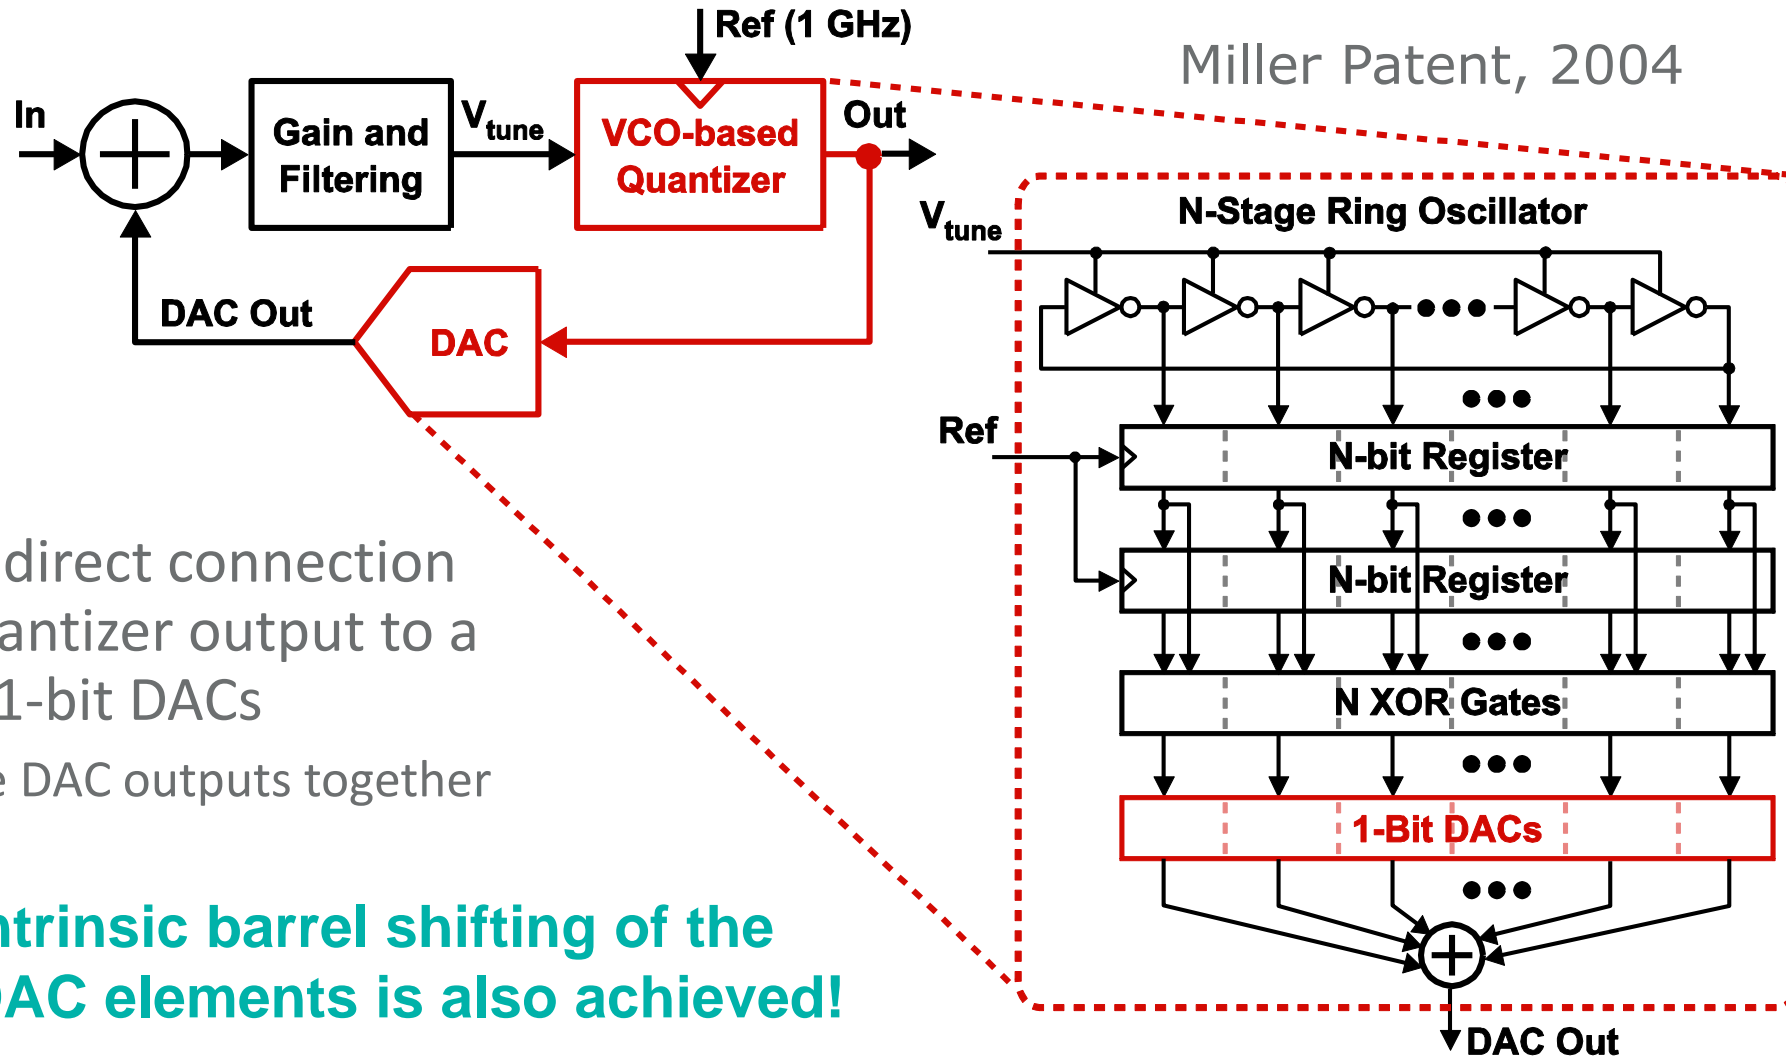 Ref (1 GHz)
Miller Patent, 2004
In
Gain and
Filtering
Vtune
VCO-based
Quantizer
Out
DAC Out
DAC
Vtune
N-Stage Ring Oscillator
Ref
N-bit Register
N-bit Register
N XOR Gates
1-Bit DACs
DAC Out
direct connection
antizer output to a
1-bit DACs
e DAC outputs together
ntrinsic barrel shifting of the
DAC elements is also achieved!